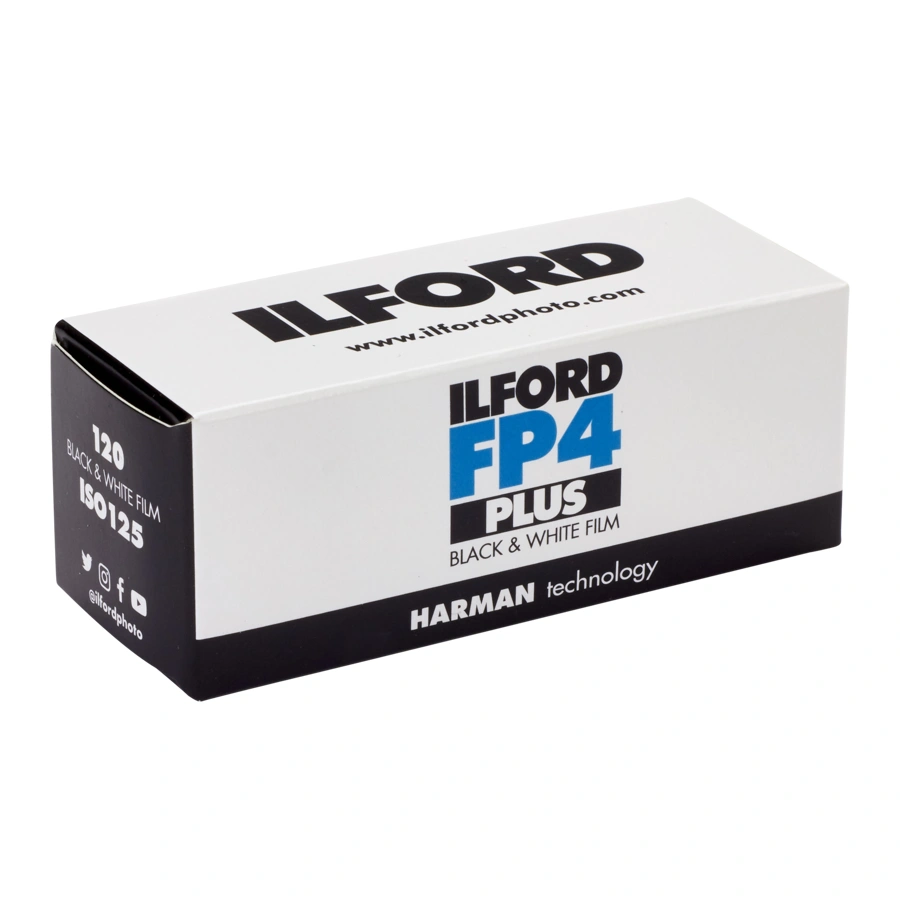 ILFORD
www.ilfordphoto.com
ILFORD
FP4
PLUS
BLACK & WHITE FILM
HARMAN technology
120
BLACK & WHITE FILM
ISO125
@ilfordphoto